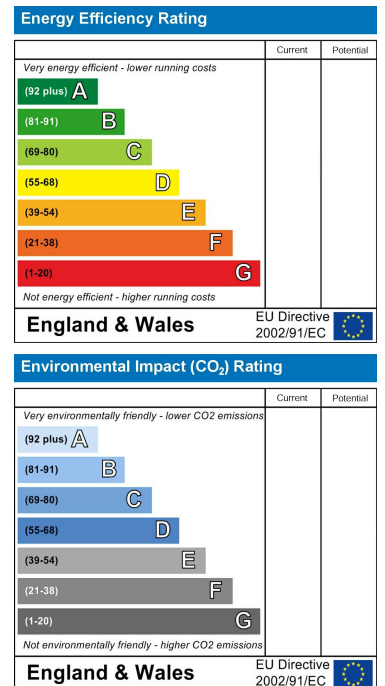 Energy Efficiency Rating
Current Potential
Very energy efficient - lower running costs
(92 plus) A
(81-91) B
(69-80) C
(55-68) D
(39-54) E
(21-38) F
(1-20) G
Not energy efficient - higher running costs
England & Wales EU Directive 2002/91/EC
Environmental Impact (CO₂) Rating
Current Potential
Very environmentally friendly - lower CO2 emissions
(92 plus) A
(81-91) B
(69-80) C
(55-68) D
(39-54) E
(21-38) F
(1-20) G
Not environmentally friendly - higher CO2 emissions
England & Wales EU Directive 2002/91/EC